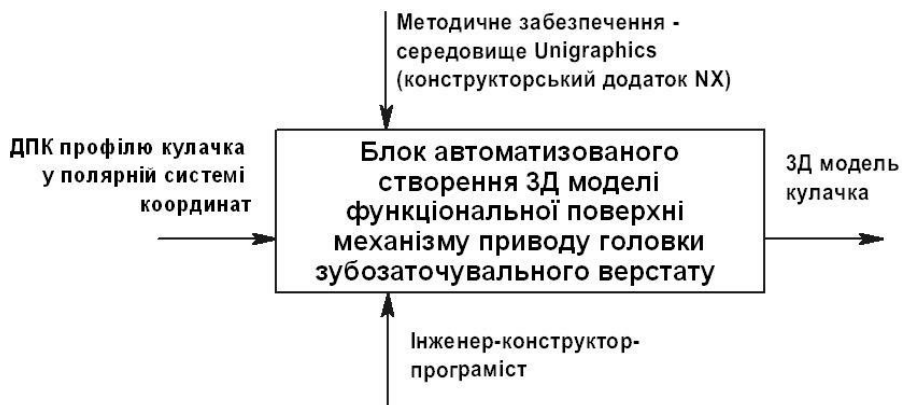 Методичне забезпечення -
середовище Unigraphics
(конструкторський додаток NX)
ДПК профілю кулачка
у полярній системі
координат
Блок автоматизованого
створення 3Д моделі
функціональної поверхні
механізму приводу головки
зубозаточувального верстату
3Д модель
кулачка
Інженер-конструктор-
програміст